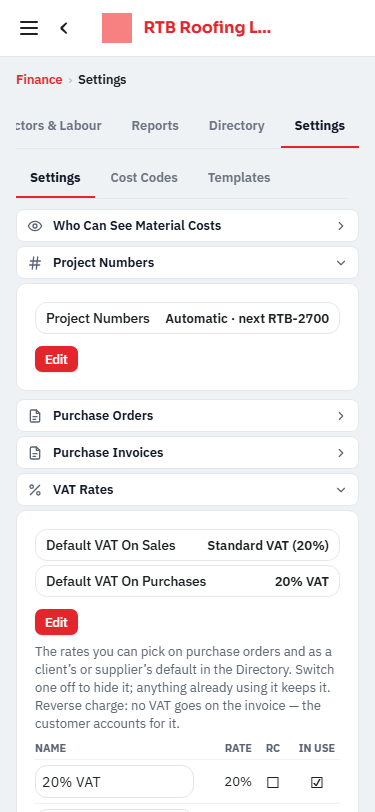 RTB Roofing L...
Finance › Settings
ctors & Labour Reports Directory Settings
Settings Cost Codes Templates
Who Can See Material Costs
Project Numbers
Project Numbers Automatic · next RTB-2700
Edit
Purchase Orders
Purchase Invoices
VAT Rates
Default VAT On Sales Standard VAT (20%)
Default VAT On Purchases 20% VAT
Edit
The rates you can pick on purchase orders and as a
client’s or supplier’s default in the Directory. Switch
one off to hide it; anything already using it keeps it.
Reverse charge: no VAT goes on the invoice — the
customer accounts for it.
NAME RATE RC IN USE
20% VAT 20%